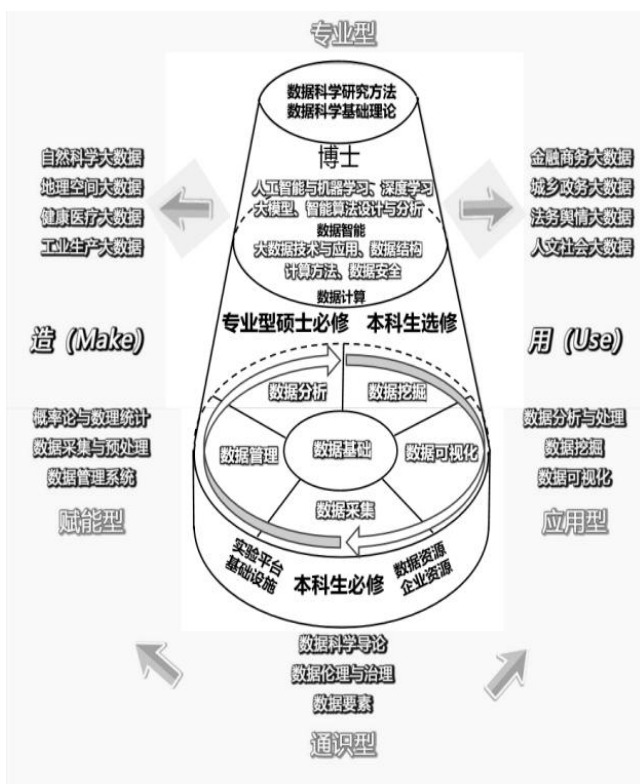 专业型
数据科学研究方法
数据科学基础理论
博士
自然科学大数据
地理空间大数据
健康医疗大数据
工业生产大数据
人工智能与机器学习、深度学习
大模型、智能算法设计与分析
数据智能
大数据技术与应用、数据结构
计算方法、数据安全
数据计算
金融商务大数据
城乡政务大数据
法务舆情大数据
人文社会大数据
专业型硕士必修 本科生选修
造（Make）
用（Use）
数据分析
数据挖掘
数据管理
数据基础
数据可视化
数据采集
概率论与数理统计
数据采集与预处理
数据管理系统
赋能型
数据分析与处理
数据挖掘
数据可视化
应用型
实验平台
基础设施
本科生必修
数据资源
企业资源
数据科学导论
数据伦理与治理
数据要素
通识型